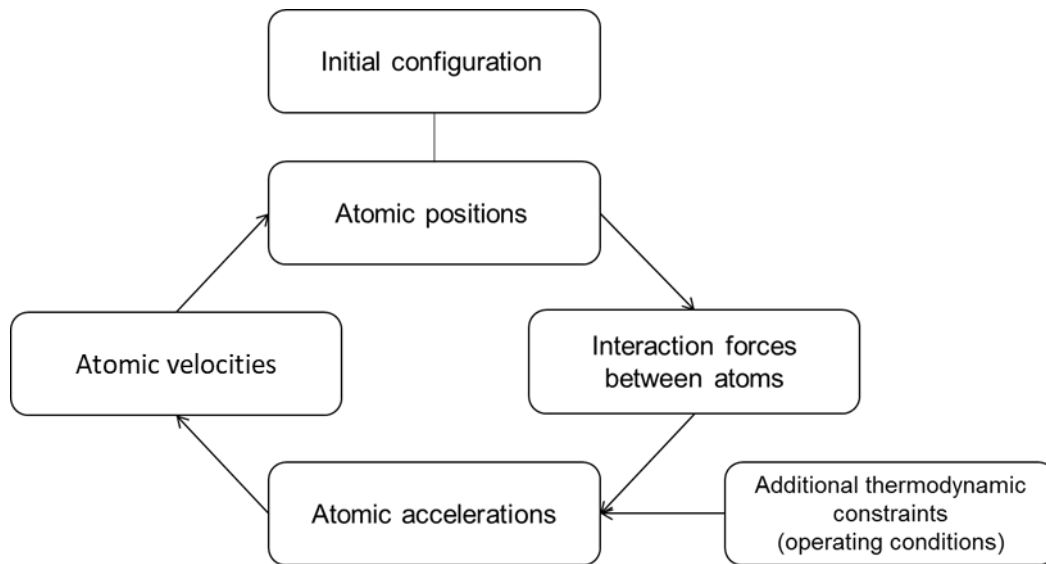 Initial configuration
Atomic positions
Atomic velocities
Interaction forces
between atoms
Atomic accelerations
Additional thermodynamic
constraints
(operating conditions)